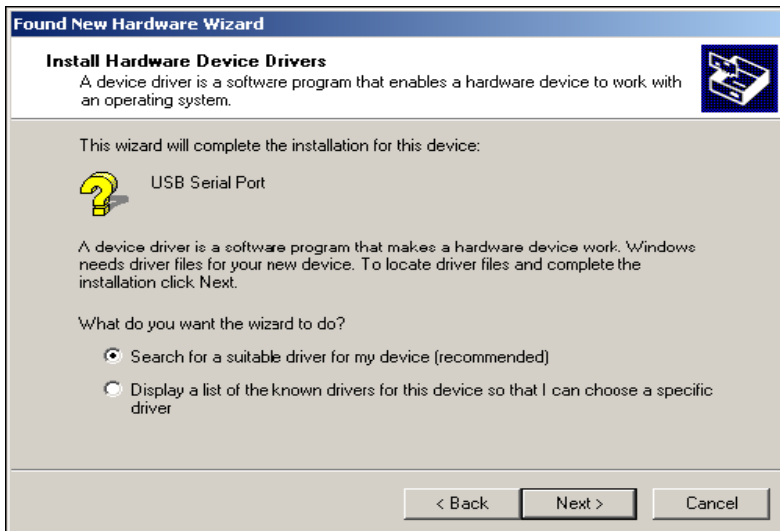 Found New Hardware Wizard
Install Hardware Device Drivers
A device driver is a software program that enables a hardware device to work with
an operating system.
This wizard will complete the installation for this device:
USB Serial Port
A device driver is a software program that makes a hardware device work. Windows
needs driver files for your new device. To locate driver files and complete the
installation click Next.
What do you want the wizard to do?
Search for a suitable driver for my device (recommended)
Display a list of the known drivers for this device so that I can choose a specific
driver
< Back Next > Cancel